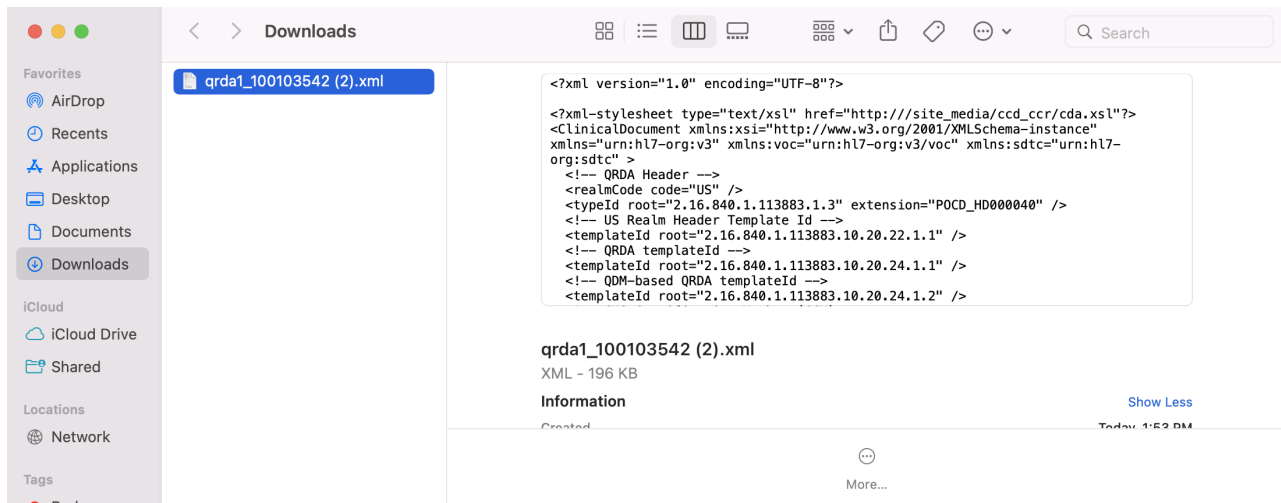 Downloads
Search
Favorites
AirDrop
Recents
Applications
Desktop
Documents
Downloads
iCloud
iCloud Drive
Shared
Locations
Network
Tags
qrda1_100103542 (2).xml
<?xml version="1.0" encoding="UTF-8"?>
<?xml-stylesheet type="text/xsl" href="http:///site_media/ccd_ccr/cda.xsl"?>
<ClinicalDocument xmlns:xsi="http://www.w3.org/2001/XMLSchema-instance"
xmlns="urn:hl7-org:v3" xmlns:voc="urn:hl7-org:v3/voc" xmlns:sdtc="urn:hl7-
org:sdtc" >
<!-- QRDA Header -->
<realmCode code="US" />
<typeId root="2.16.840.1.113883.1.3" extension="POCD_HD000040" />
<!-- US Realm Header Template Id -->
<templateId root="2.16.840.1.113883.10.20.22.1.1" />
<!-- QRDA templateId -->
<templateId root="2.16.840.1.113883.10.20.24.1.1" />
<!-- QDM-based QRDA templateId -->
<templateId root="2.16.840.1.113883.10.20.24.1.2" />
qrda1_100103542 (2).xml
XML - 196 KB
Information Show Less
Created Today, 1:53 PM
More...